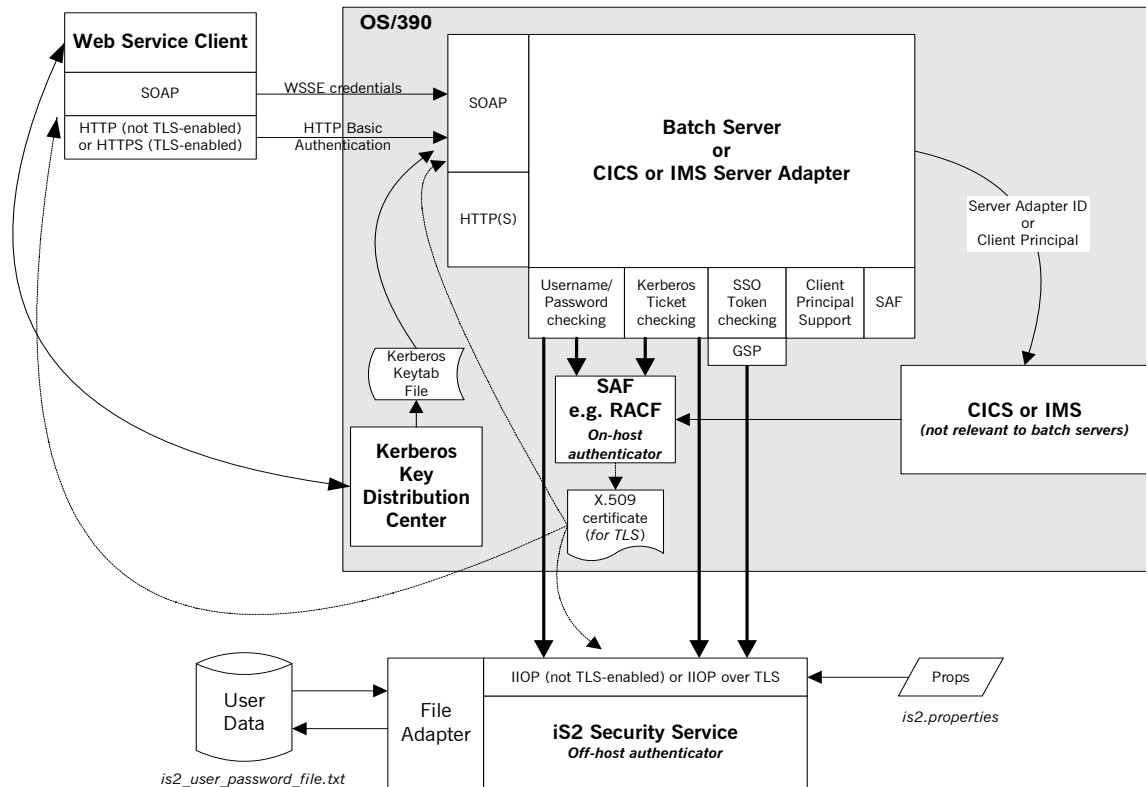 OS/390
Web Service Client
SOAP
HTTP (not TLS-enabled)
or HTTPS (TLS-enabled)
WSSE credentials
HTTP Basic
Authentication
SOAP
HTTP(S)
Batch Server
or
CICS or IMS Server Adapter
Server Adapter ID
or
Client Principal
Username/
Password
checking
Kerberos
Ticket
checking
SSO
Token
checking
Client
Principal
Support
SAF
GSP
Kerberos
Keytab
File
SAF
e.g. RACF
On-host
authenticator
CICS or IMS
(not relevant to batch servers)
Kerberos
Key
Distribution
Center
X.509
certificate
(for TLS)
User
Data
is2_user_password_file.txt
File
Adapter
IIOP (not TLS-enabled) or IIOP over TLS
iS2 Security Service
Off-host authenticator
Props
is2.properties